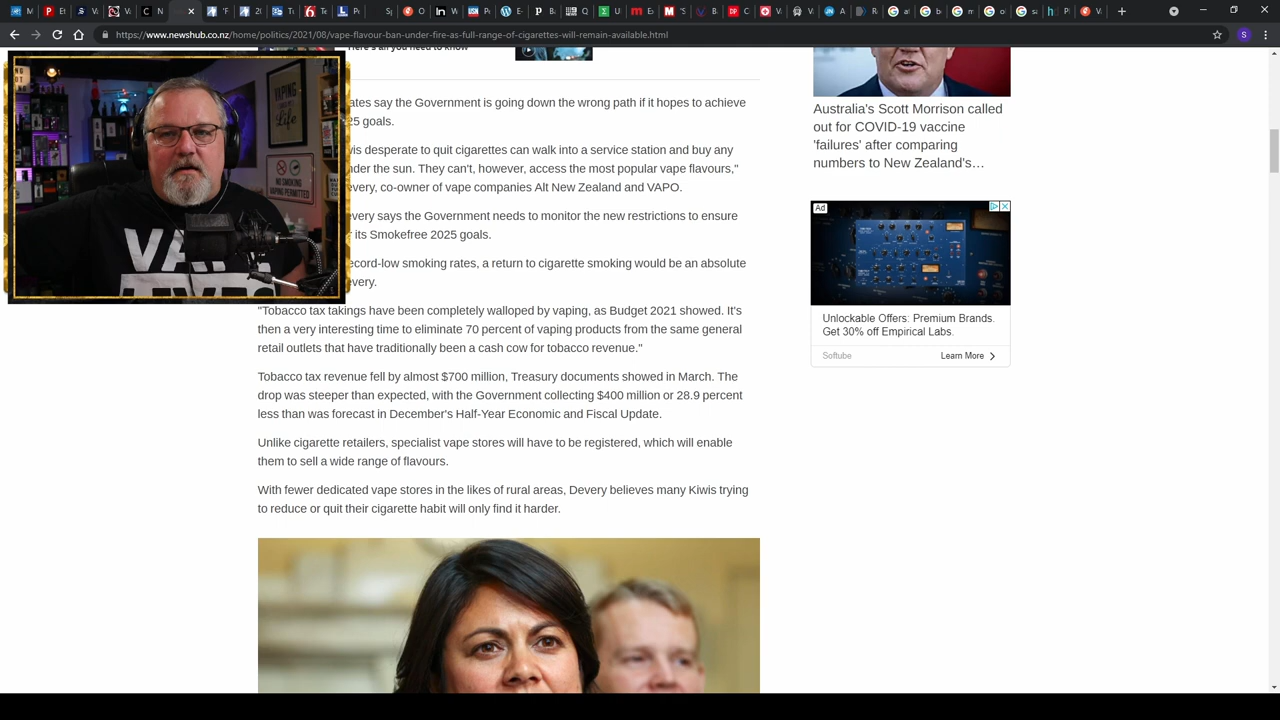 https://www.newshub.co.nz/home/politics/2021/08/vape-flavour-ban-under-fire-as-full-range-of-cigarettes-will-remain-available.html
Here's all you need to know
ates say the Government is going down the wrong path if it hopes to achieve
25 goals.
wis desperate to quit cigarettes can walk into a service station and buy any
nder the sun. They can't, however, access the most popular vape flavours,"
every, co-owner of vape companies Alt New Zealand and VAPO.
every says the Government needs to monitor the new restrictions to ensure
its Smokefree 2025 goals.
ecord-low smoking rates, a return to cigarette smoking would be an absolute
every.
"Tobacco tax takings have been completely walloped by vaping, as Budget 2021 showed. It's
then a very interesting time to eliminate 70 percent of vaping products from the same general
retail outlets that have traditionally been a cash cow for tobacco revenue."
Tobacco tax revenue fell by almost $700 million, Treasury documents showed in March. The
drop was steeper than expected, with the Government collecting $400 million or 28.9 percent
less than was forecast in December's Half-Year Economic and Fiscal Update.
Unlike cigarette retailers, specialist vape stores will have to be registered, which will enable
them to sell a wide range of flavours.
With fewer dedicated vape stores in the likes of rural areas, Devery believes many Kiwis trying
to reduce or quit their cigarette habit will only find it harder.
Australia's Scott Morrison called
out for COVID-19 vaccine
'failures' after comparing
numbers to New Zealand's…
Ad
Unlockable Offers: Premium Brands.
Get 30% off Empirical Labs.
Softube
Learn More
VAPING
Life
NO SMOKING
VAPING PERMITTED